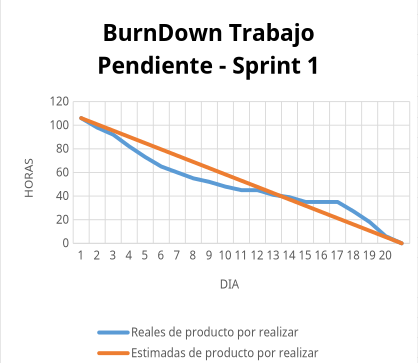 BurnDown Trabajo
Pendiente - Sprint 1
120
100
80
60
40
20
0
HORAS
1 2 3 4 5 6 7 8 9 10 11 12 13 14 15 16 17 18 19 20
DIA
Reales de producto por realizar
Estimadas de producto por realizar